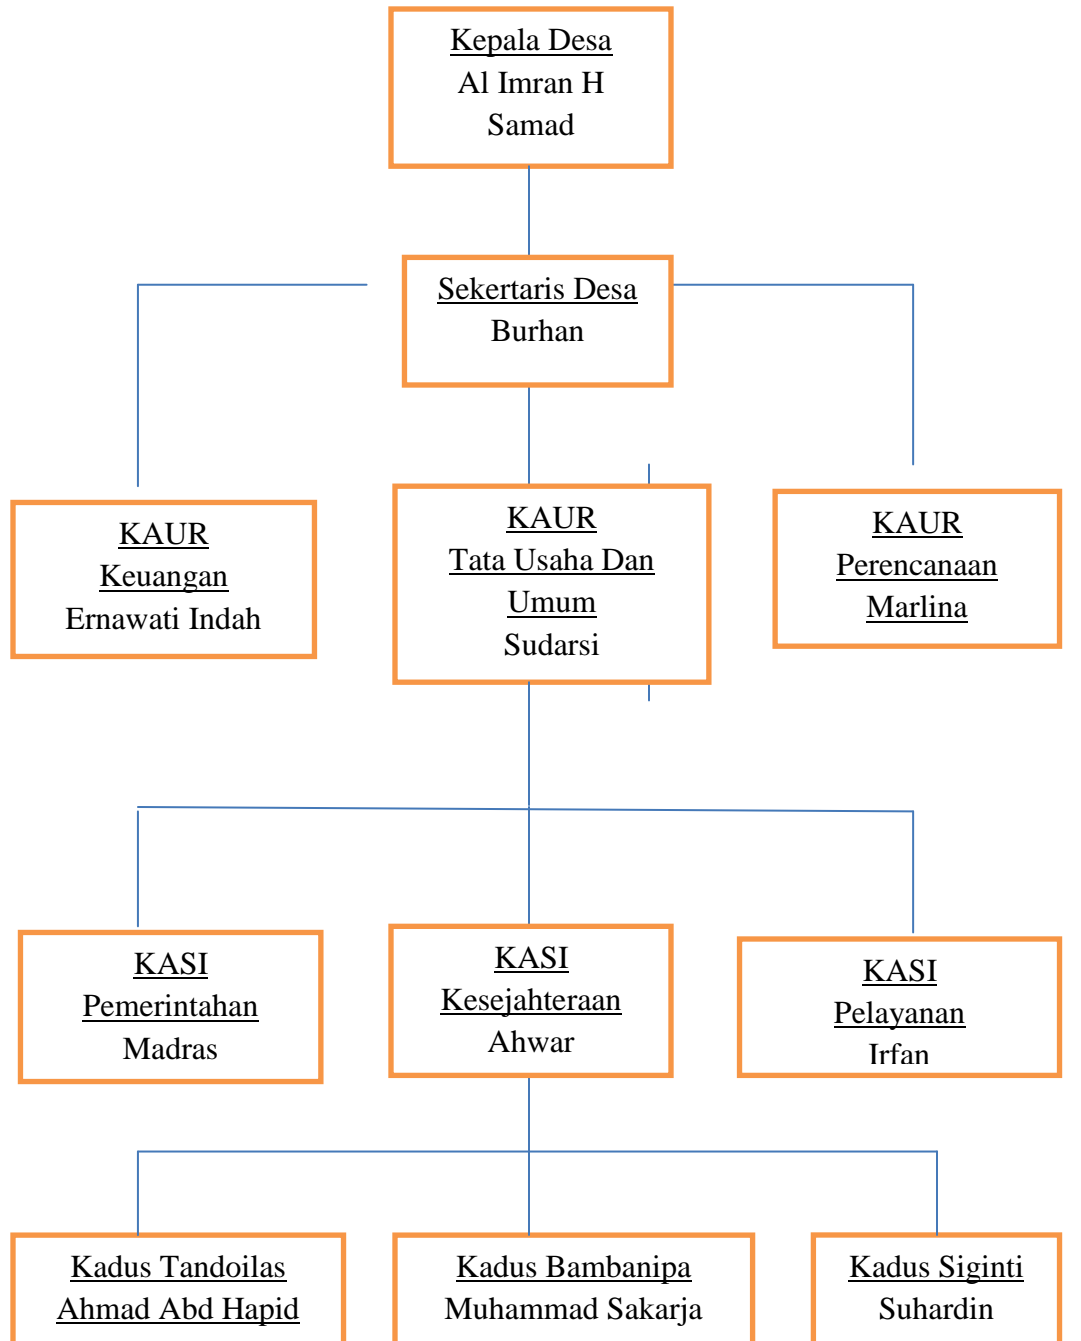 Kepala Desa
Al Imran H
Samad
Sekertaris Desa
Burhan
KAUR
Keuangan
Ernawati Indah
KAUR
Tata Usaha Dan
Umum
Sudarsi
KAUR
Perencanaan
Marlina
KASI
Pemerintahan
Madras
KASI
Kesejahteraan
Ahwar
KASI
Pelayanan
Irfan
Kadus Tandoilas
Ahmad Abd Hapid
Kadus Bambanipa
Muhammad Sakarja
Kadus Siginti
Suhardin